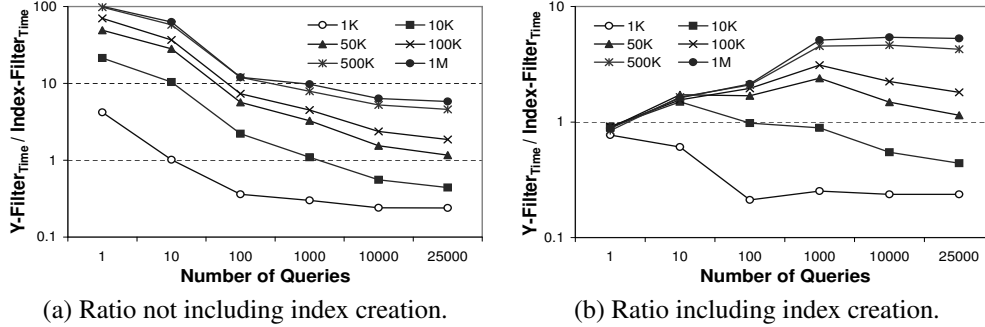 Y-Filter_Time / Index-Filter_Time
100
10
1
0.1
1K
10K
50K
100K
500K
1M
1 10 100 1000 10000 25000
Number of Queries
(a) Ratio not including index creation.
Y-Filter_Time / Index-Filter_Time
10
1
0.1
1K
10K
50K
100K
500K
1M
1 10 100 1000 10000 25000
Number of Queries
(b) Ratio including index creation.